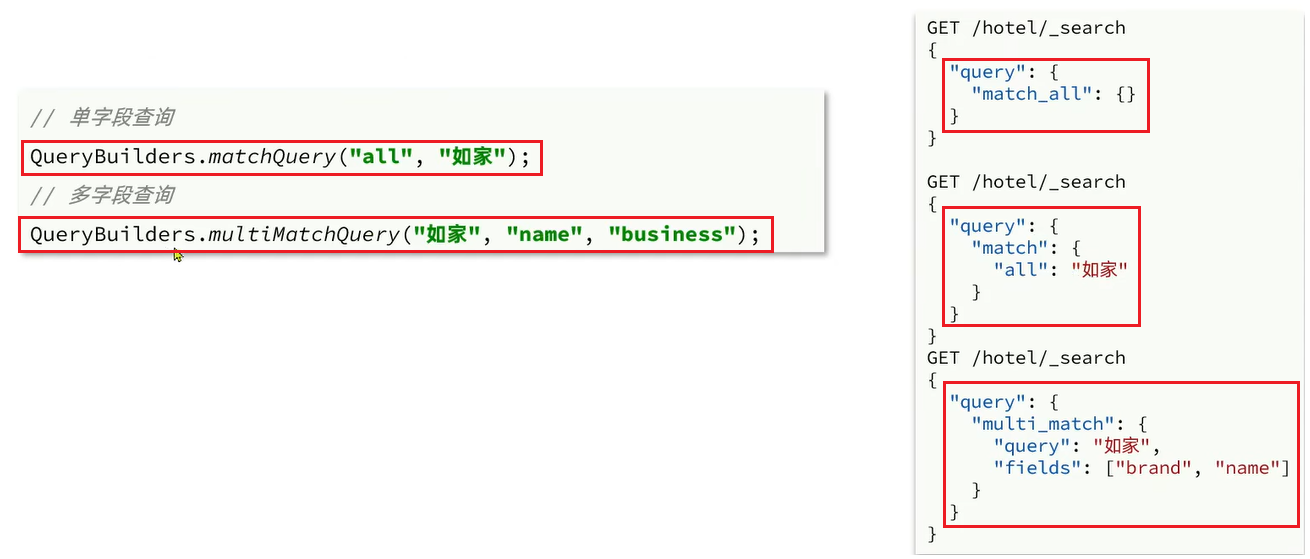 // 单字段查询
QueryBuilders.matchQuery("all", "如家");
// 多字段查询
QueryBuilders.multiMatchQuery("如家", "name", "business");
GET /hotel/_search
{
  "query": {
    "match_all": {}
  }
}
GET /hotel/_search
{
  "query": {
    "match": {
      "all": "如家"
    }
  }
}
GET /hotel/_search
{
  "query": {
    "multi_match": {
      "query": "如家",
      "fields": ["brand", "name"]
    }
  }
}